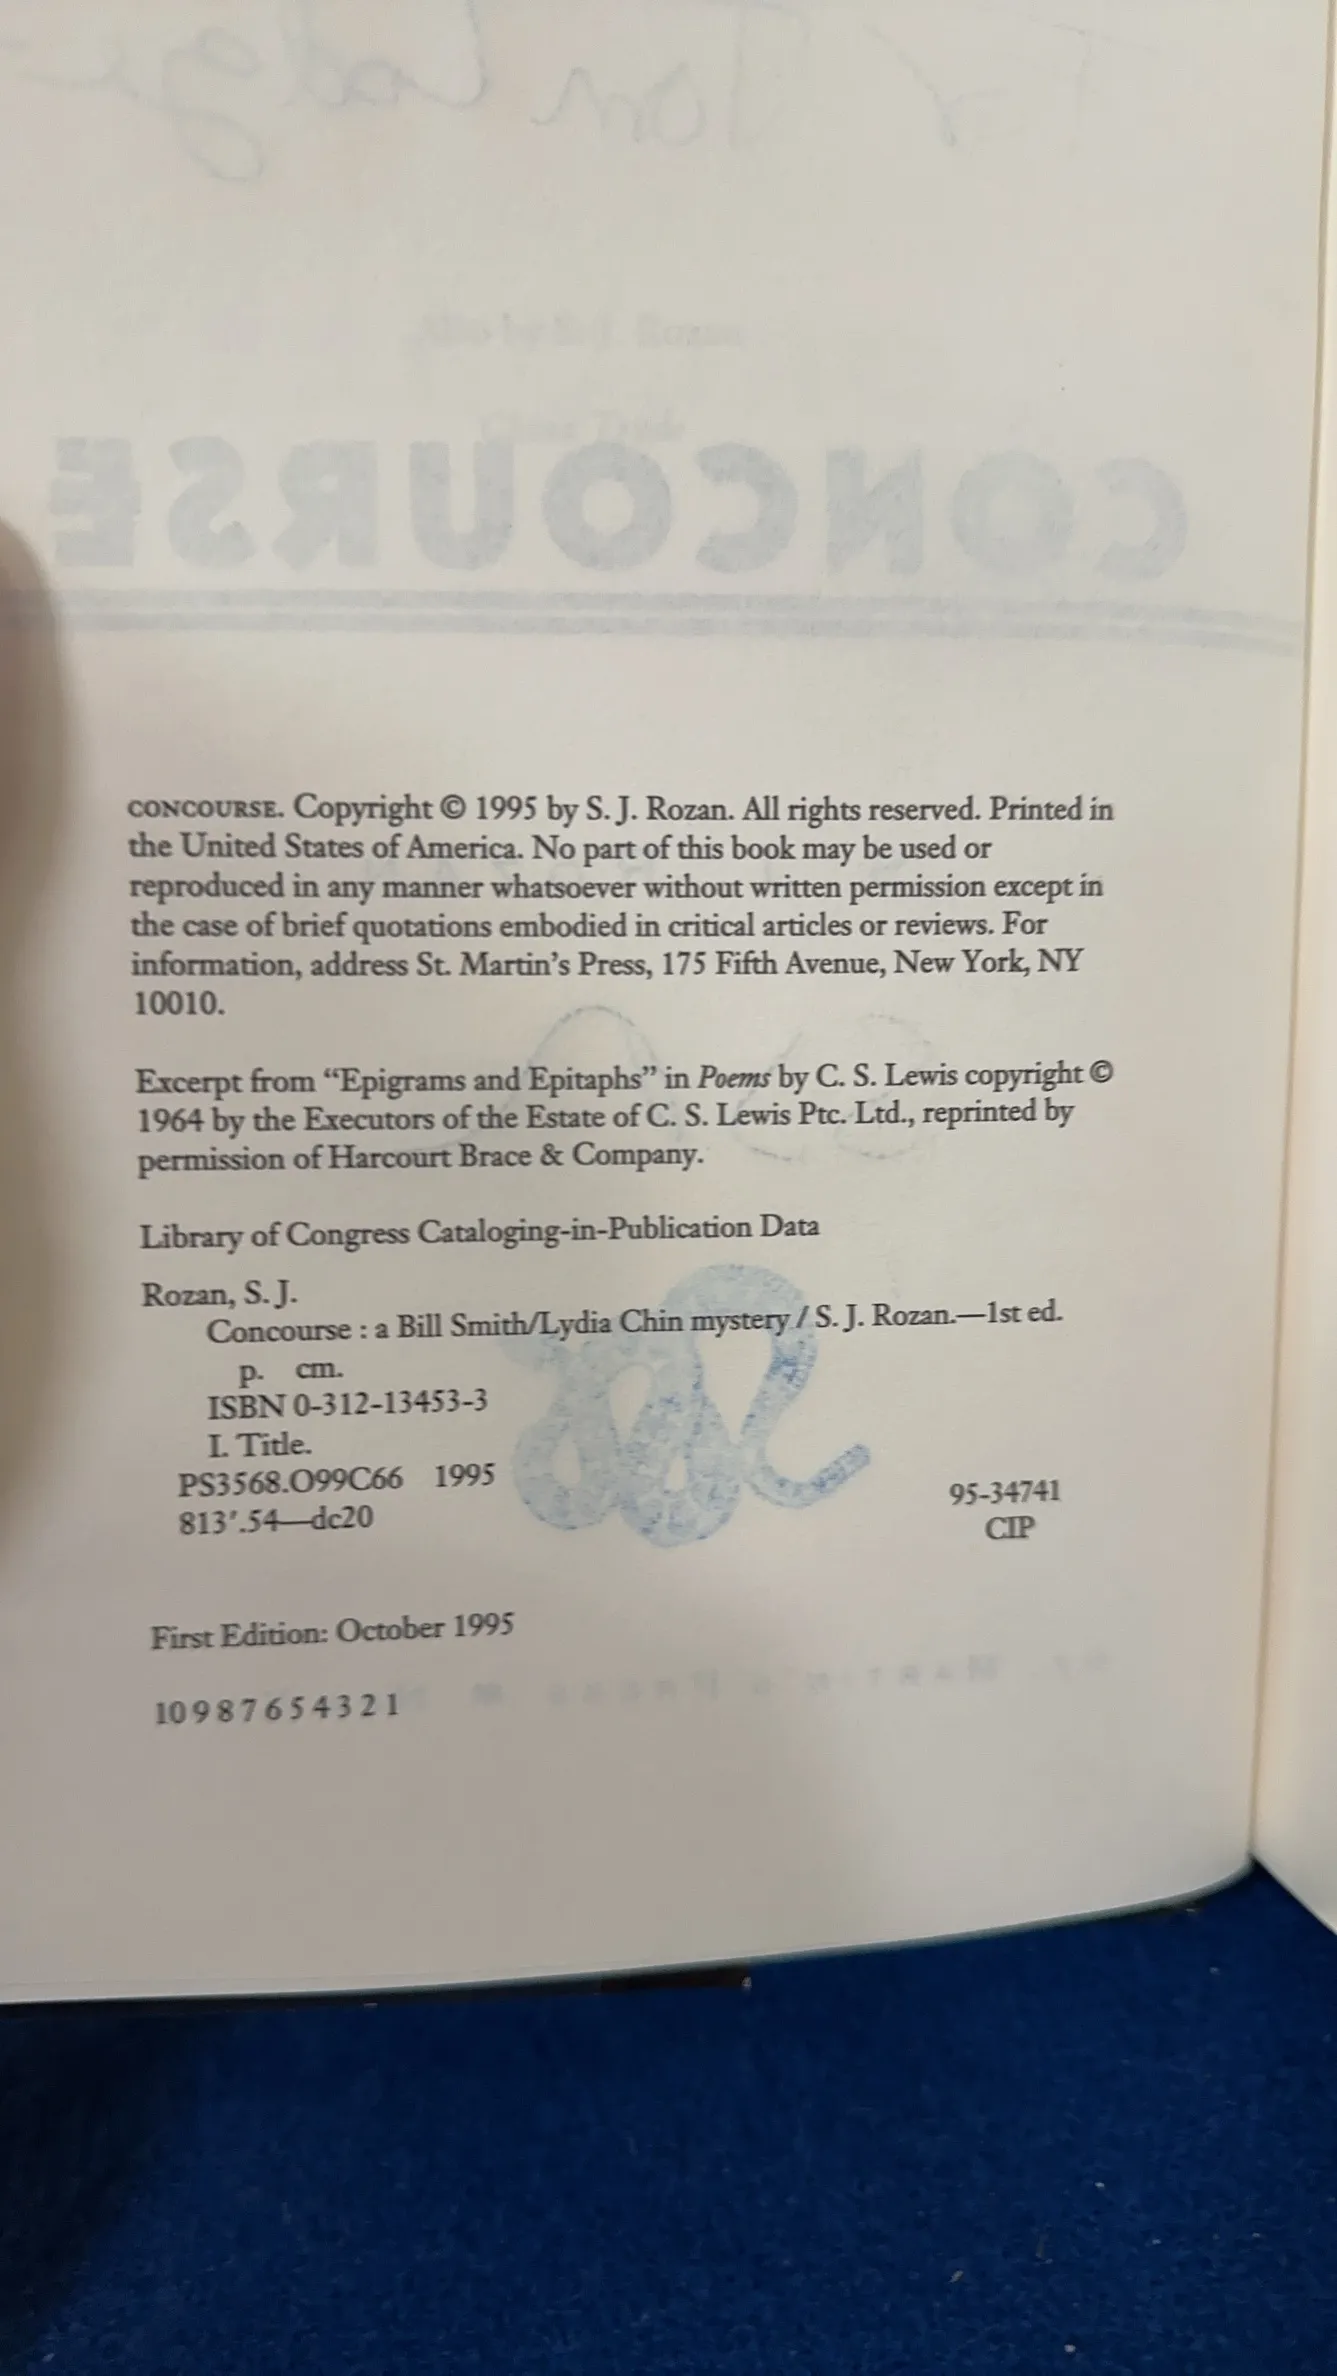 For Tom Lodge
CONCOURSE
CONCOURSE. Copyright © 1995 by S. J. Rozan. All rights reserved. Printed in
the United States of America. No part of this book may be used or
reproduced in any manner whatsoever without written permission except in
the case of brief quotations embodied in critical articles or reviews. For
information, address St. Martin's Press, 175 Fifth Avenue, New York, NY
10010.
Excerpt from “Epigrams and Epitaphs” in Poems by C. S. Lewis copyright ©
1964 by the Executors of the Estate of C. S. Lewis Ptc. Ltd., reprinted by
permission of Harcourt Brace & Company.
Library of Congress Cataloging-in-Publication Data
Rozan, S. J.
Concourse : a Bill Smith/Lydia Chin mystery / S. J. Rozan.—1st ed.
p. cm.
ISBN 0-312-13453-3
I. Title.
PS3568.O99C66 1995
813'.54—dc20
95-34741
CIP
First Edition: October 1995
10 9 8 7 6 5 4 3 2 1